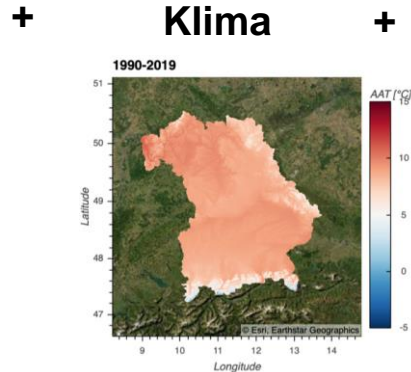 + Klima +
1990-2019
AAT [°C]
51
50
49
48
47
Latitude
9 10 11 12 13 14
Longitude
15
10
5
0
-5
© Esri, Earthstar Geographics